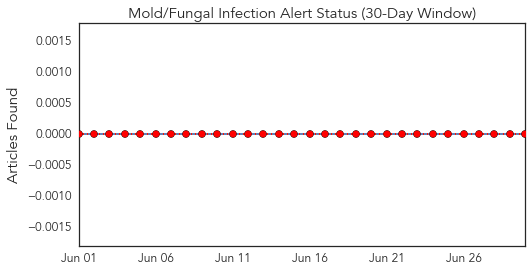 Mold/Fungal Infection Alert Status (30-Day Window)
Articles Found
0.0015
0.0010
0.0005
0.0000
−0.0005
−0.0010
−0.0015
Jun 01 Jun 06 Jun 11 Jun 16 Jun 21 Jun 26